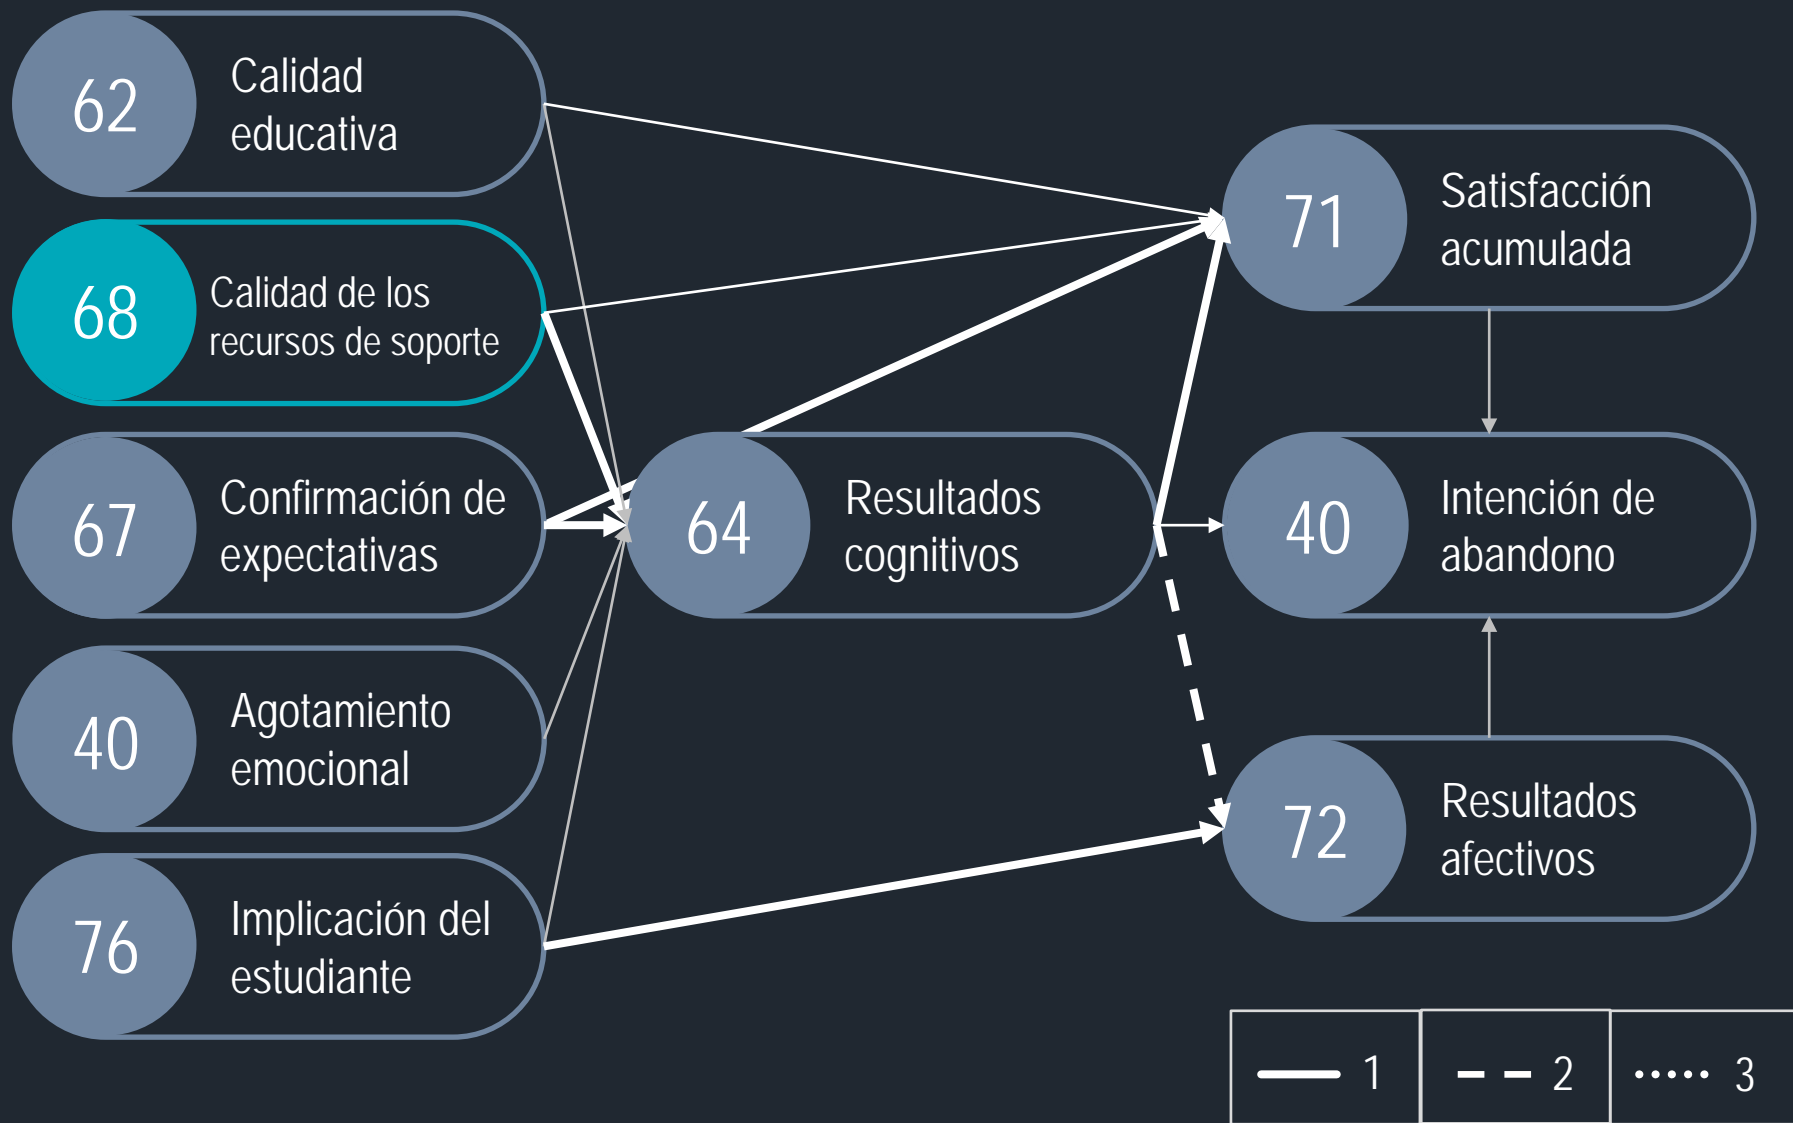 62
Calidad
educativa
68
Calidad de los
recursos de soporte
67
Confirmación de
expectativas
40
Agotamiento
emocional
76
Implicación del
estudiante
64
Resultados
cognitivos
71
Satisfacción
acumulada
40
Intención de
abandono
72
Resultados
afectivos
1
2
3